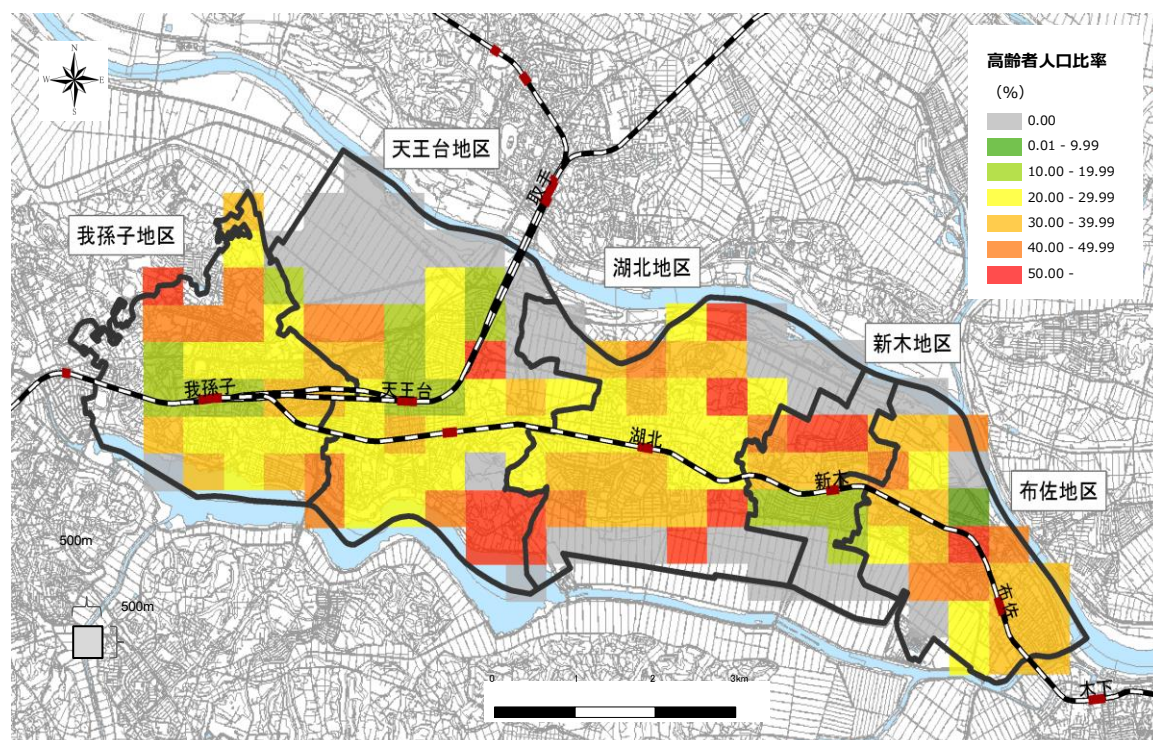 N
W
E
S
天王台地区
我孫子地区
湖北地区
新木地区
布佐地区
高齢者人口比率
（%）
0.00
0.01 - 9.99
10.00 - 19.99
20.00 - 29.99
30.00 - 39.99
40.00 - 49.99
50.00 -
取手
我孫子
天王台
湖北
新木
布佐
木下
500m
500m
0
1
2
3km